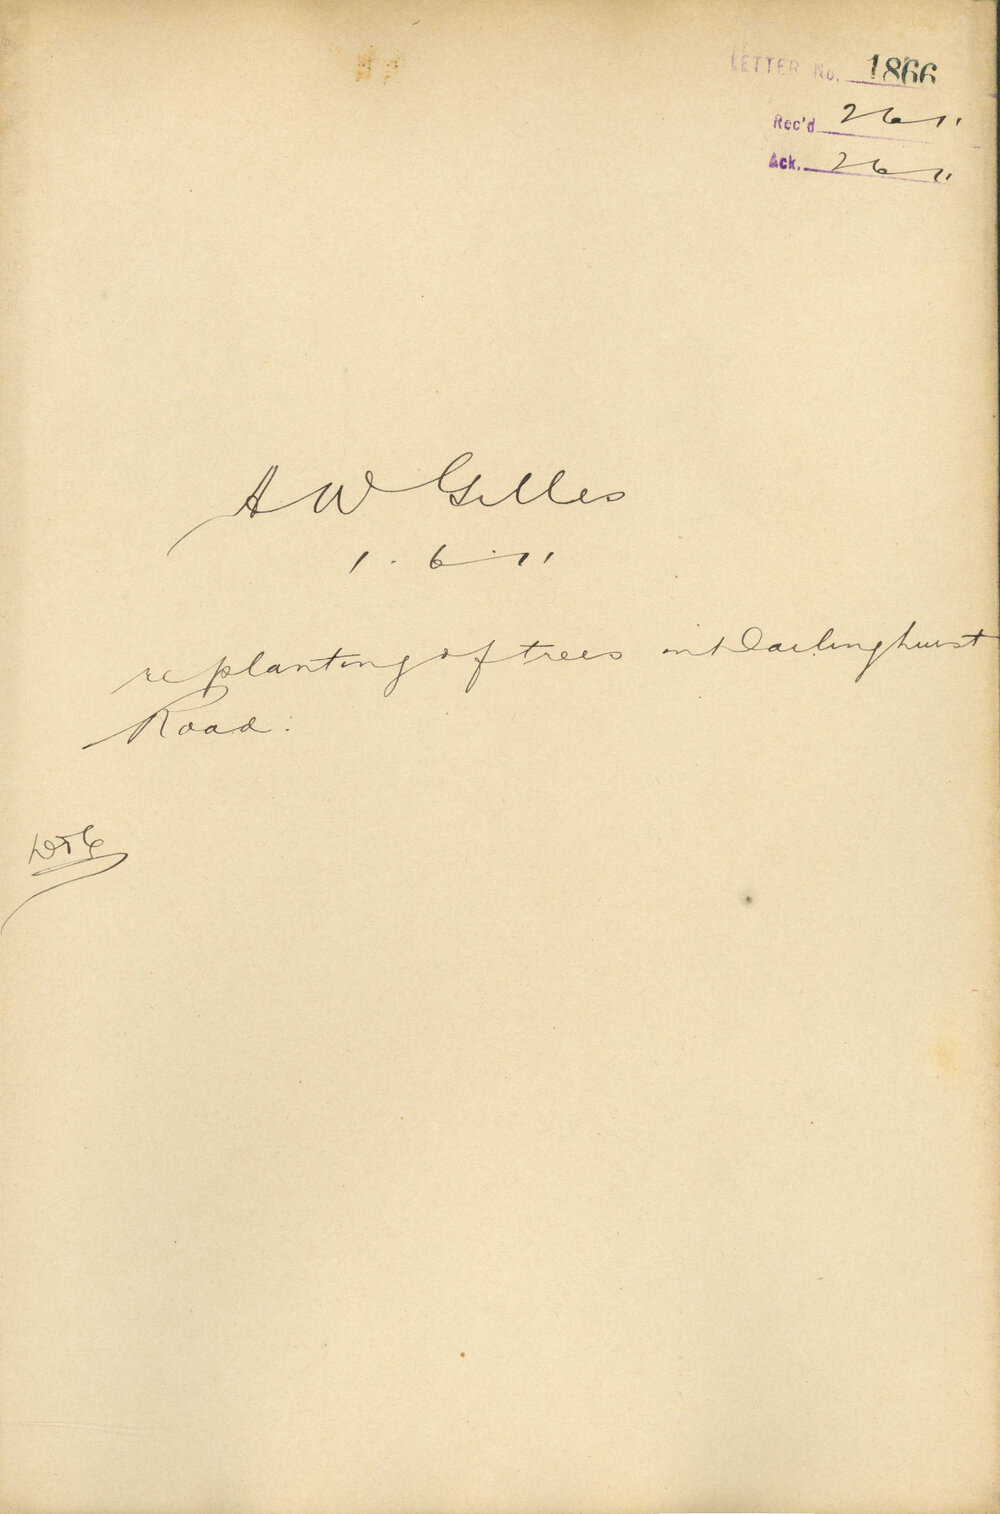 LETTER No. 1866
Rec'd 2 6 11
Ack. 2 6 11
A W Gilles
1. 6. 11
re planting of trees in Darlinghurst
Road.